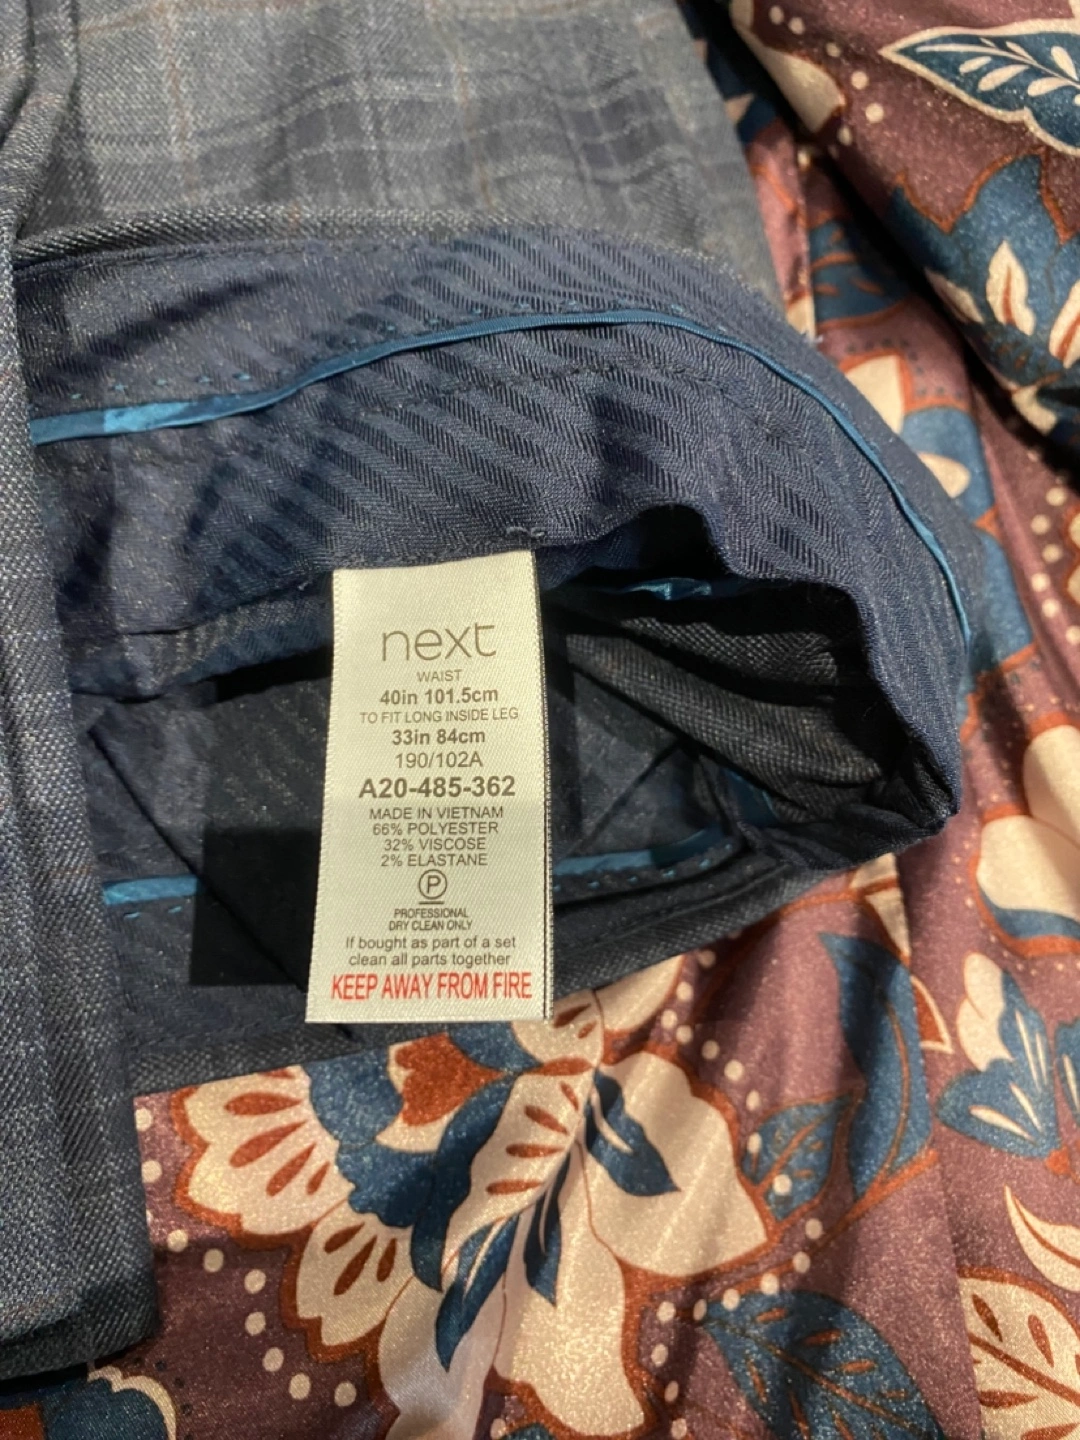 next
WAIST
40in 101.5cm
TO FIT LONG INSIDE LEG
33in 84cm
190/102A
A20-485-362
MADE IN VIETNAM
66% POLYESTER
32% VISCOSE
2% ELASTANE
P
PROFESSIONAL
DRY CLEAN ONLY
If bought as part of a set
clean all parts together
KEEP AWAY FROM FIRE